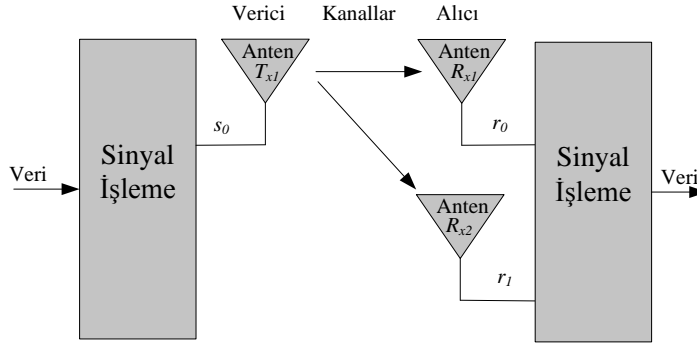 Verici
Kanallar
Alıcı
Anten
Tx1
Anten
Rx1
s0
r0
Sinyal
İşleme
Sinyal
İşleme
Veri
Veri
Anten
Rx2
r1